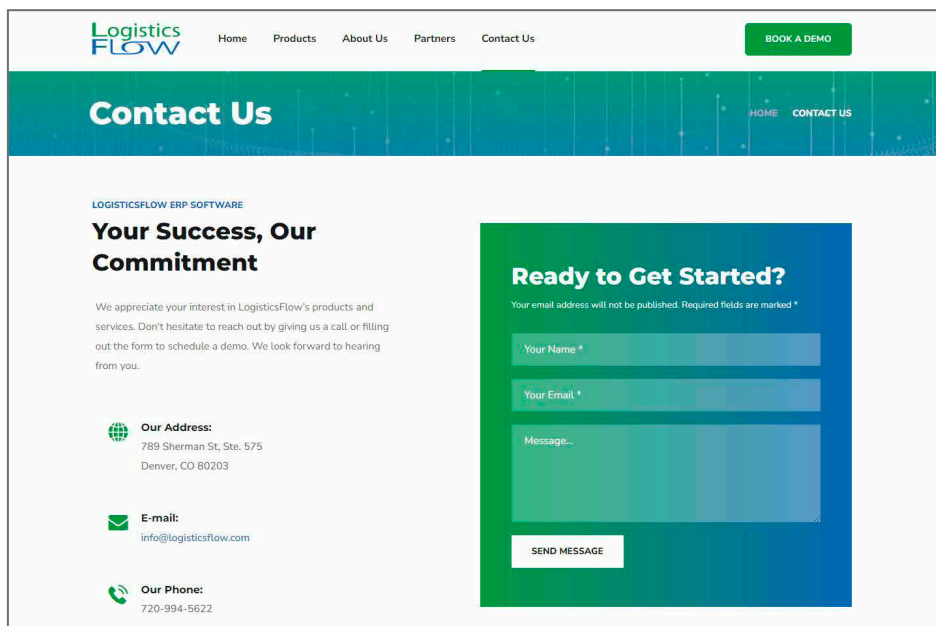 Logistics
FLOW
Home Products About Us Partners Contact Us
BOOK A DEMO
Contact Us
HOME CONTACT US
LOGISTICSFLOW ERP SOFTWARE
Your Success, Our
Commitment
We appreciate your interest in LogisticsFlow's products and
services. Don't hesitate to reach out by giving us a call or filling
out the form to schedule a demo. We look forward to hearing
from you.
Our Address:
789 Sherman St, Ste. 575
Denver, CO 80203
E-mail:
info@logisticsflow.com
Our Phone:
720-994-5622
Ready to Get Started?
Your email address will not be published. Required fields are marked *
Your Name *
Your Email *
Message...
SEND MESSAGE